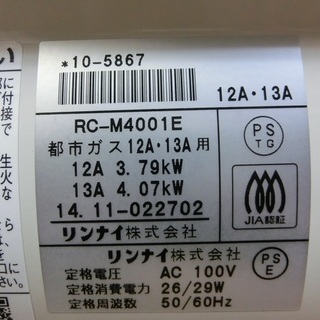 *10-5867
12A・13A
RC-M4001E
都市ガス12A・13A用
12A 3.79kW
13A 4.07kW
14.11-022702
リンナイ株式会社
リンナイ株式会社
定格電圧 AC 100V
定格消費電力 26/29W
定格周波数 50/60Hz
PS
TG
JIA認証
PS
E